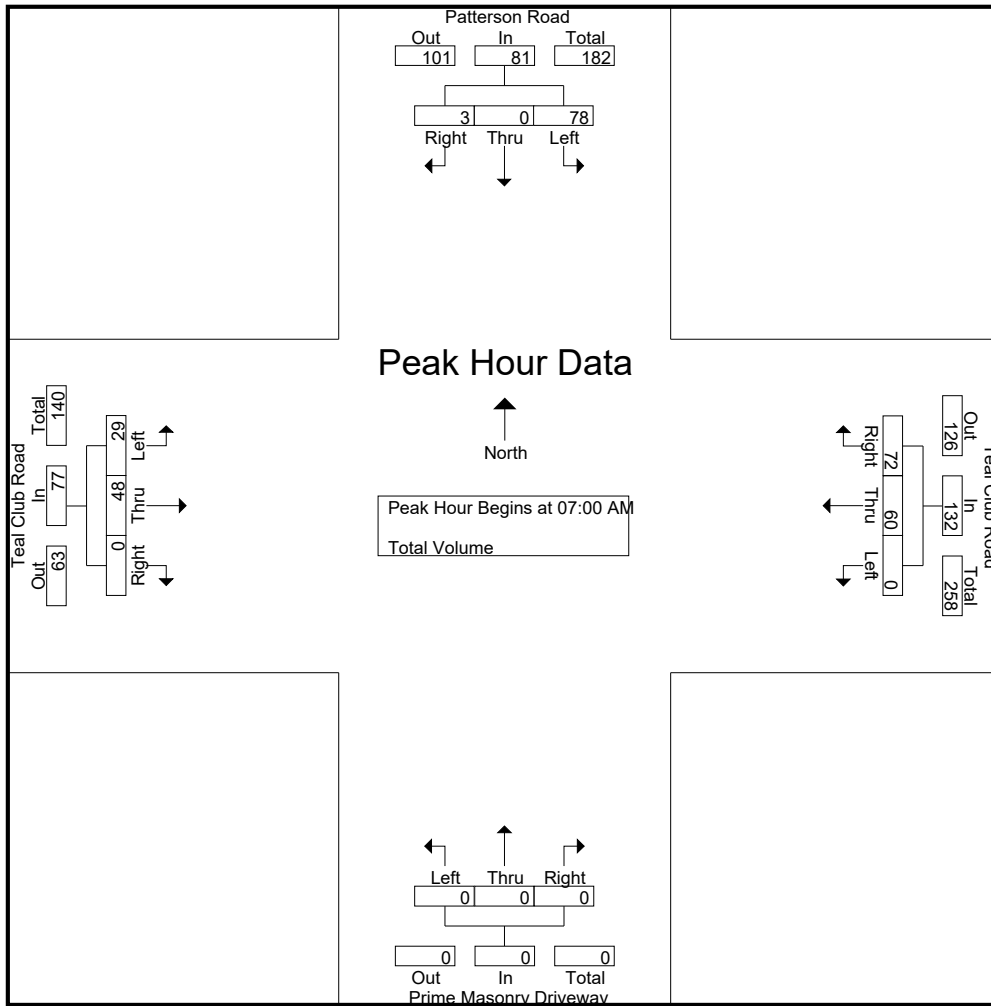 Patterson Road
Out In Total
101 81 182
3 0 78
Right Thru Left
Peak Hour Data
North
Peak Hour Begins at 07:00 AM
Total Volume
Teal Club Road
Out In Total
63 77 140
29 48 0
Left Thru Right
Teal Club Road
Out In Total
126 132 258
72 60 0
Right Thru Left
Left Thru Right
0 0 0
0 0 0
Out In Total
Prime Masonry Driveway